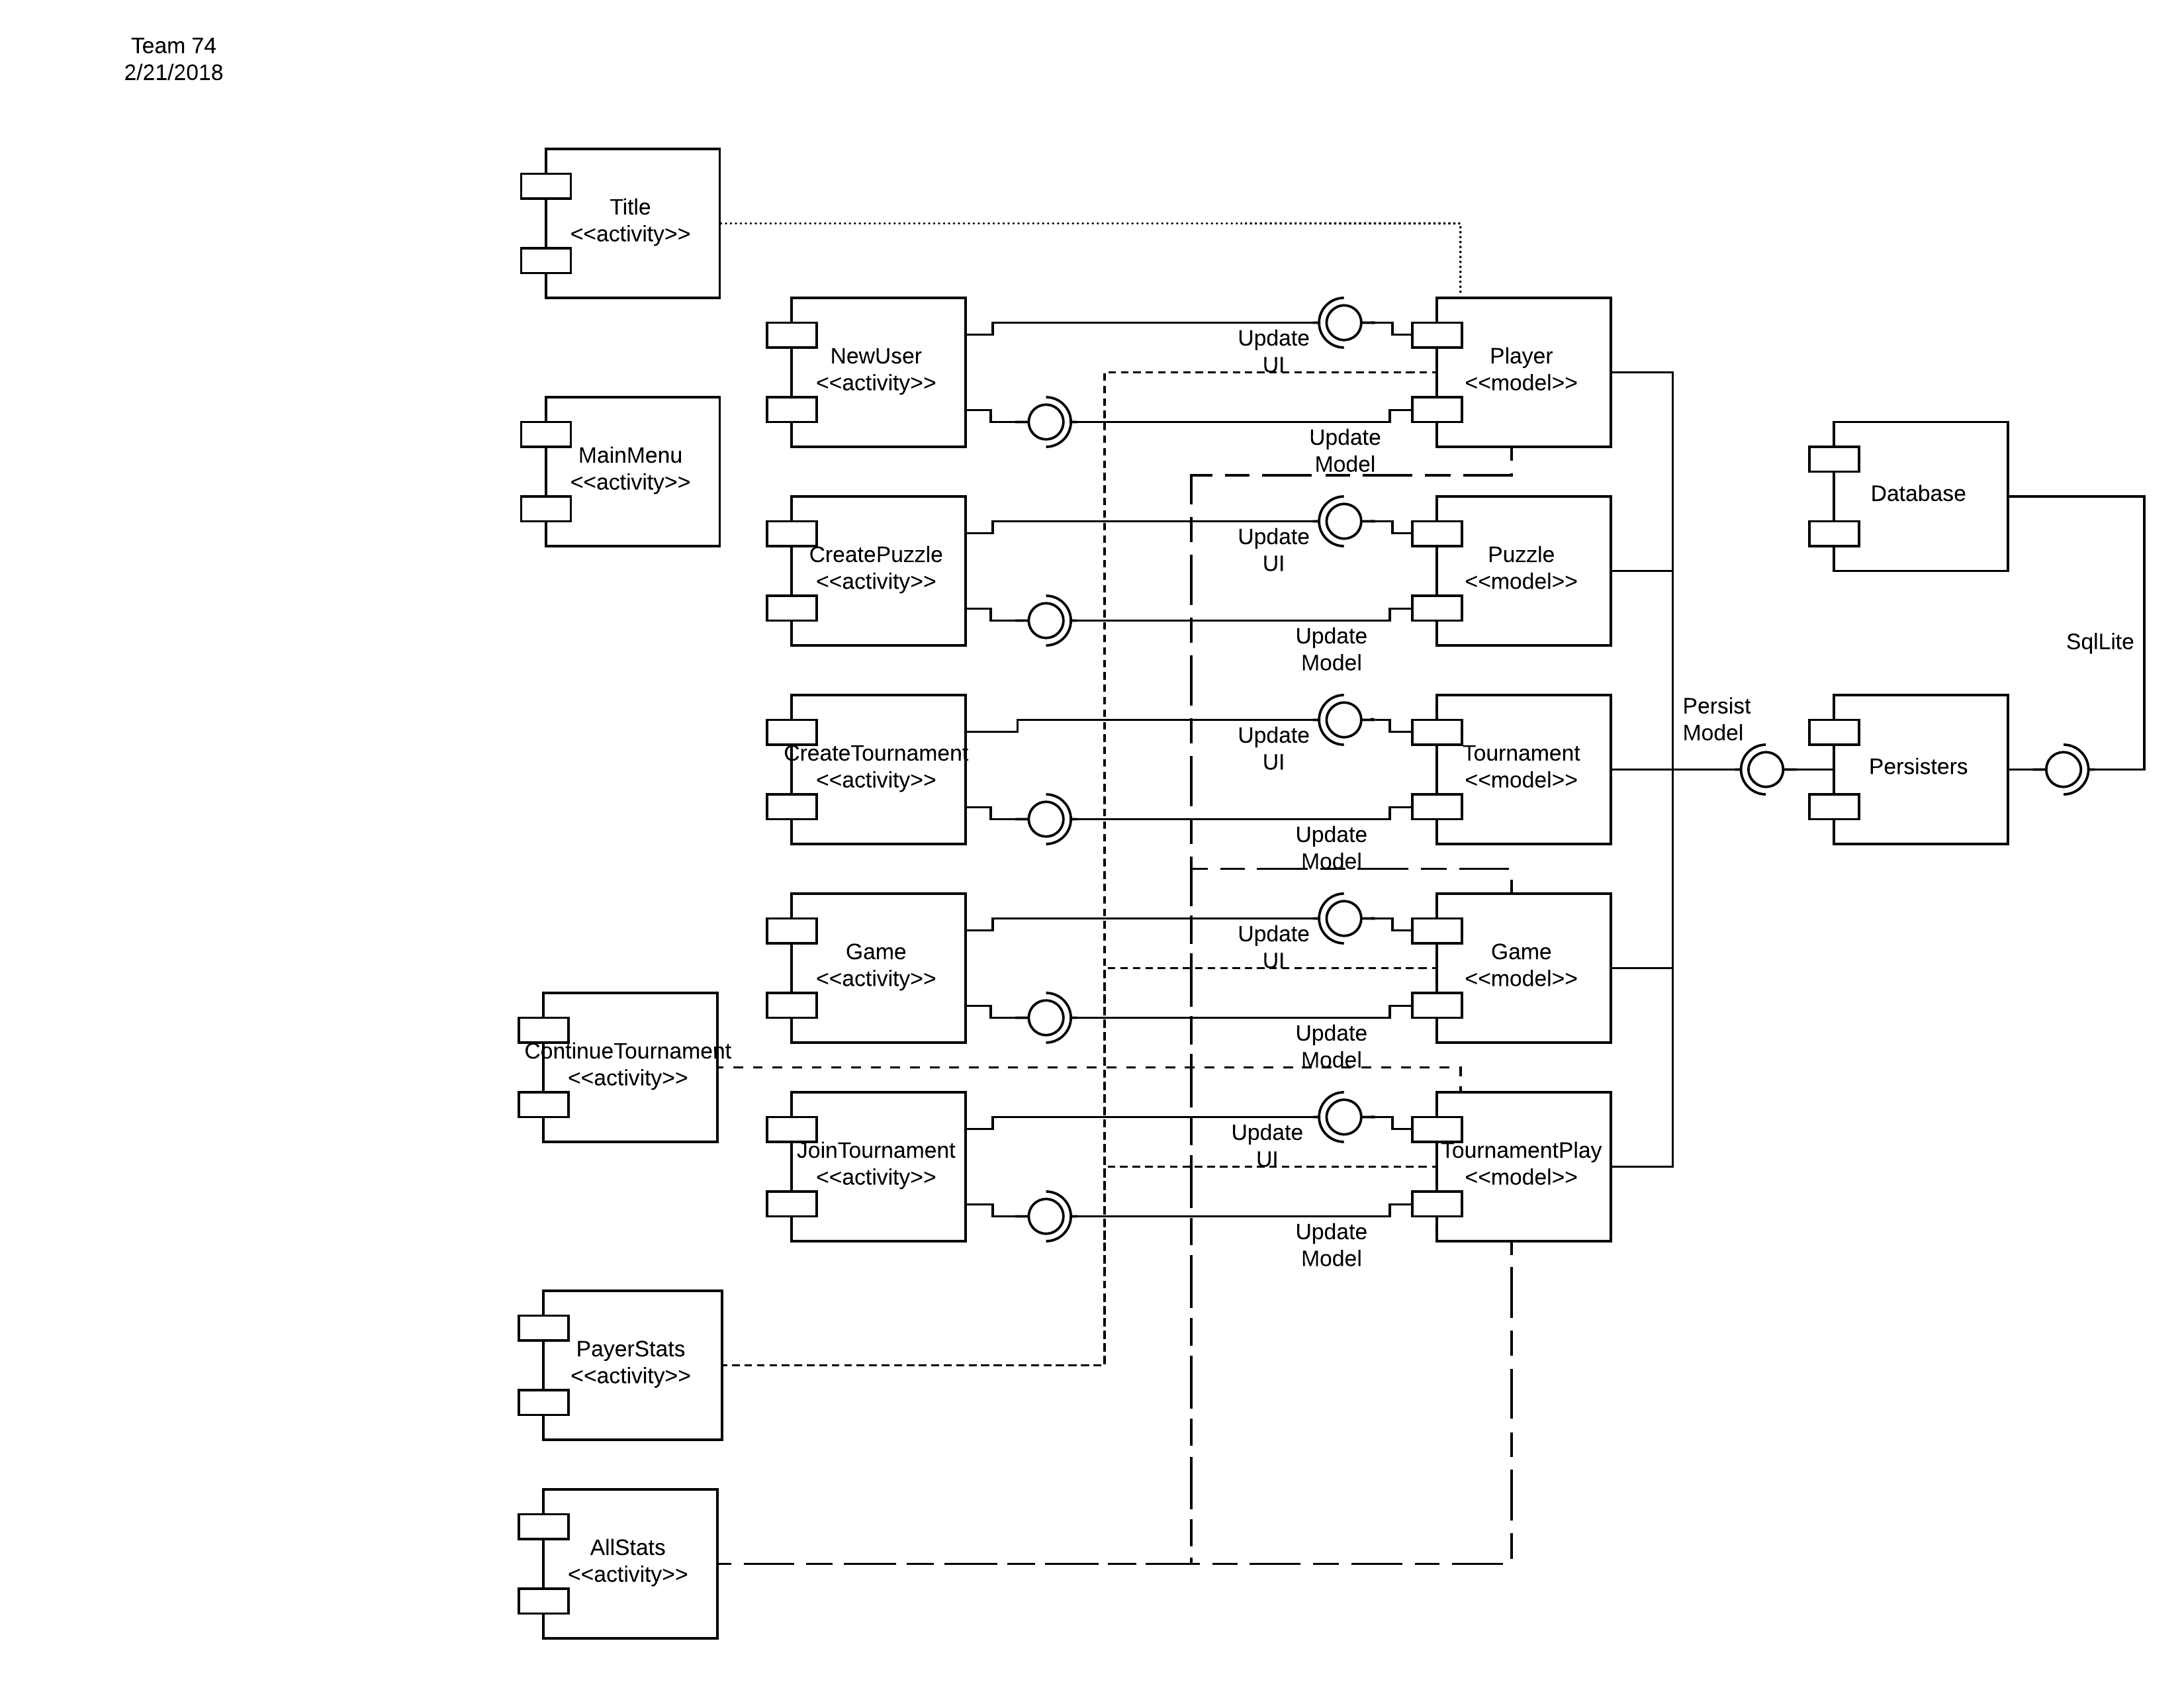 Team 74
2/21/2018
Title
<<activity>>
NewUser
<<activity>>
Update
UI
Player
<<model>>
MainMenu
<<activity>>
Update
Model
Database
CreatePuzzle
<<activity>>
Update
UI
Puzzle
<<model>>
Update
Model
SqlLite
CreateTournament
<<activity>>
Update
UI
Tournament
<<model>>
Persist
Model
Persisters
Update
Model
Game
<<activity>>
Update
UI
Game
<<model>>
ContinueTournament
<<activity>>
Update
Model
JoinTournament
<<activity>>
Update
UI
TournamentPlay
<<model>>
Update
Model
PayerStats
<<activity>>
AllStats
<<activity>>